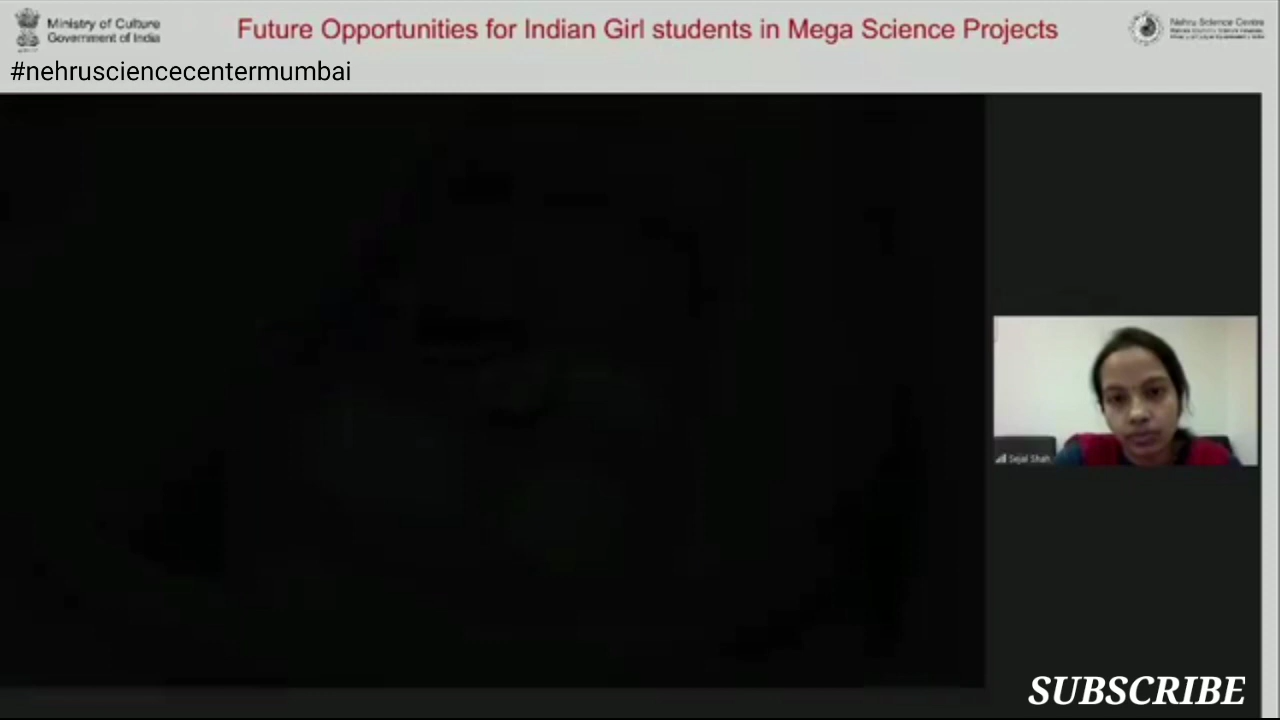 Ministry of Culture
Government of India
Future Opportunities for Indian Girl students in Mega Science Projects
Nehru Science Centre
#nehrusciencecentermumbai
Sejal Shah
SUBSCRIBE